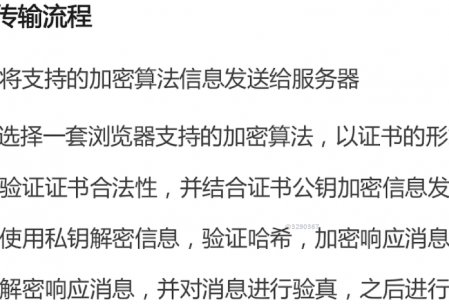 传输流程
将支持的加密算法信息发送给服务器
选择一套浏览器支持的加密算法，以证书的形
验证证书合法性，并结合证书公钥加密信息发
使用私钥解密信息，验证哈希，加密响应消息
解密响应消息，并对消息进行验真，之后进行